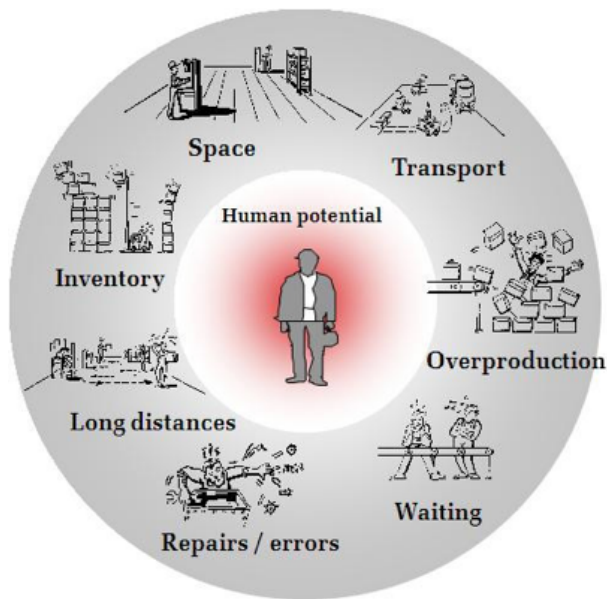 Space
Transport
Human potential
Inventory
Overproduction
Long distances
Waiting
Repairs / errors